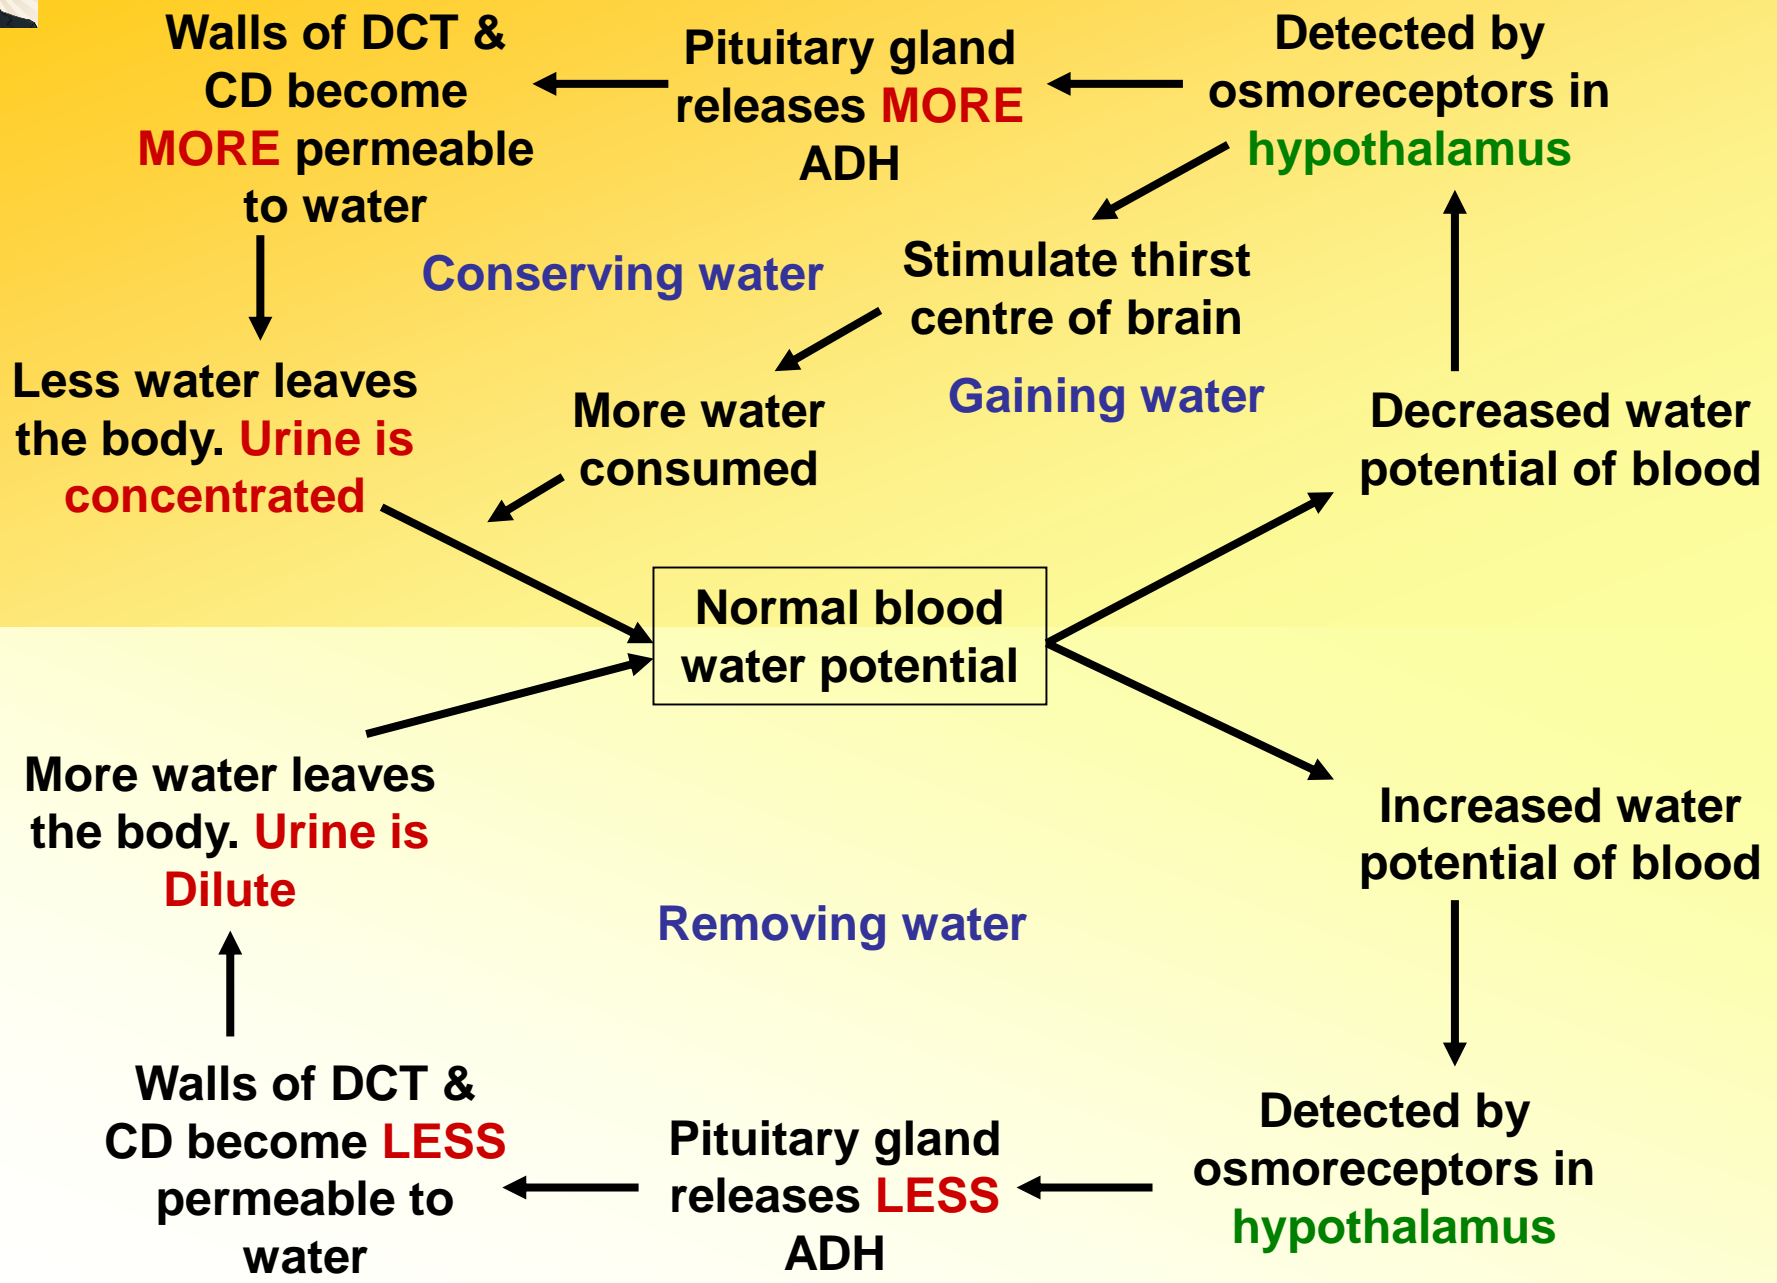 Walls of DCT &
CD become
MORE permeable
to water
Pituitary gland
releases MORE
ADH
Detected by
osmoreceptors in
hypothalamus
Conserving water
Stimulate thirst
centre of brain
Less water leaves
the body. Urine is
concentrated
More water
consumed
Gaining water
Decreased water
potential of blood
Normal blood
water potential
More water leaves
the body. Urine is
Dilute
Removing water
Increased water
potential of blood
Walls of DCT &
CD become LESS
permeable to
water
Pituitary gland
releases LESS
ADH
Detected by
osmoreceptors in
hypothalamus